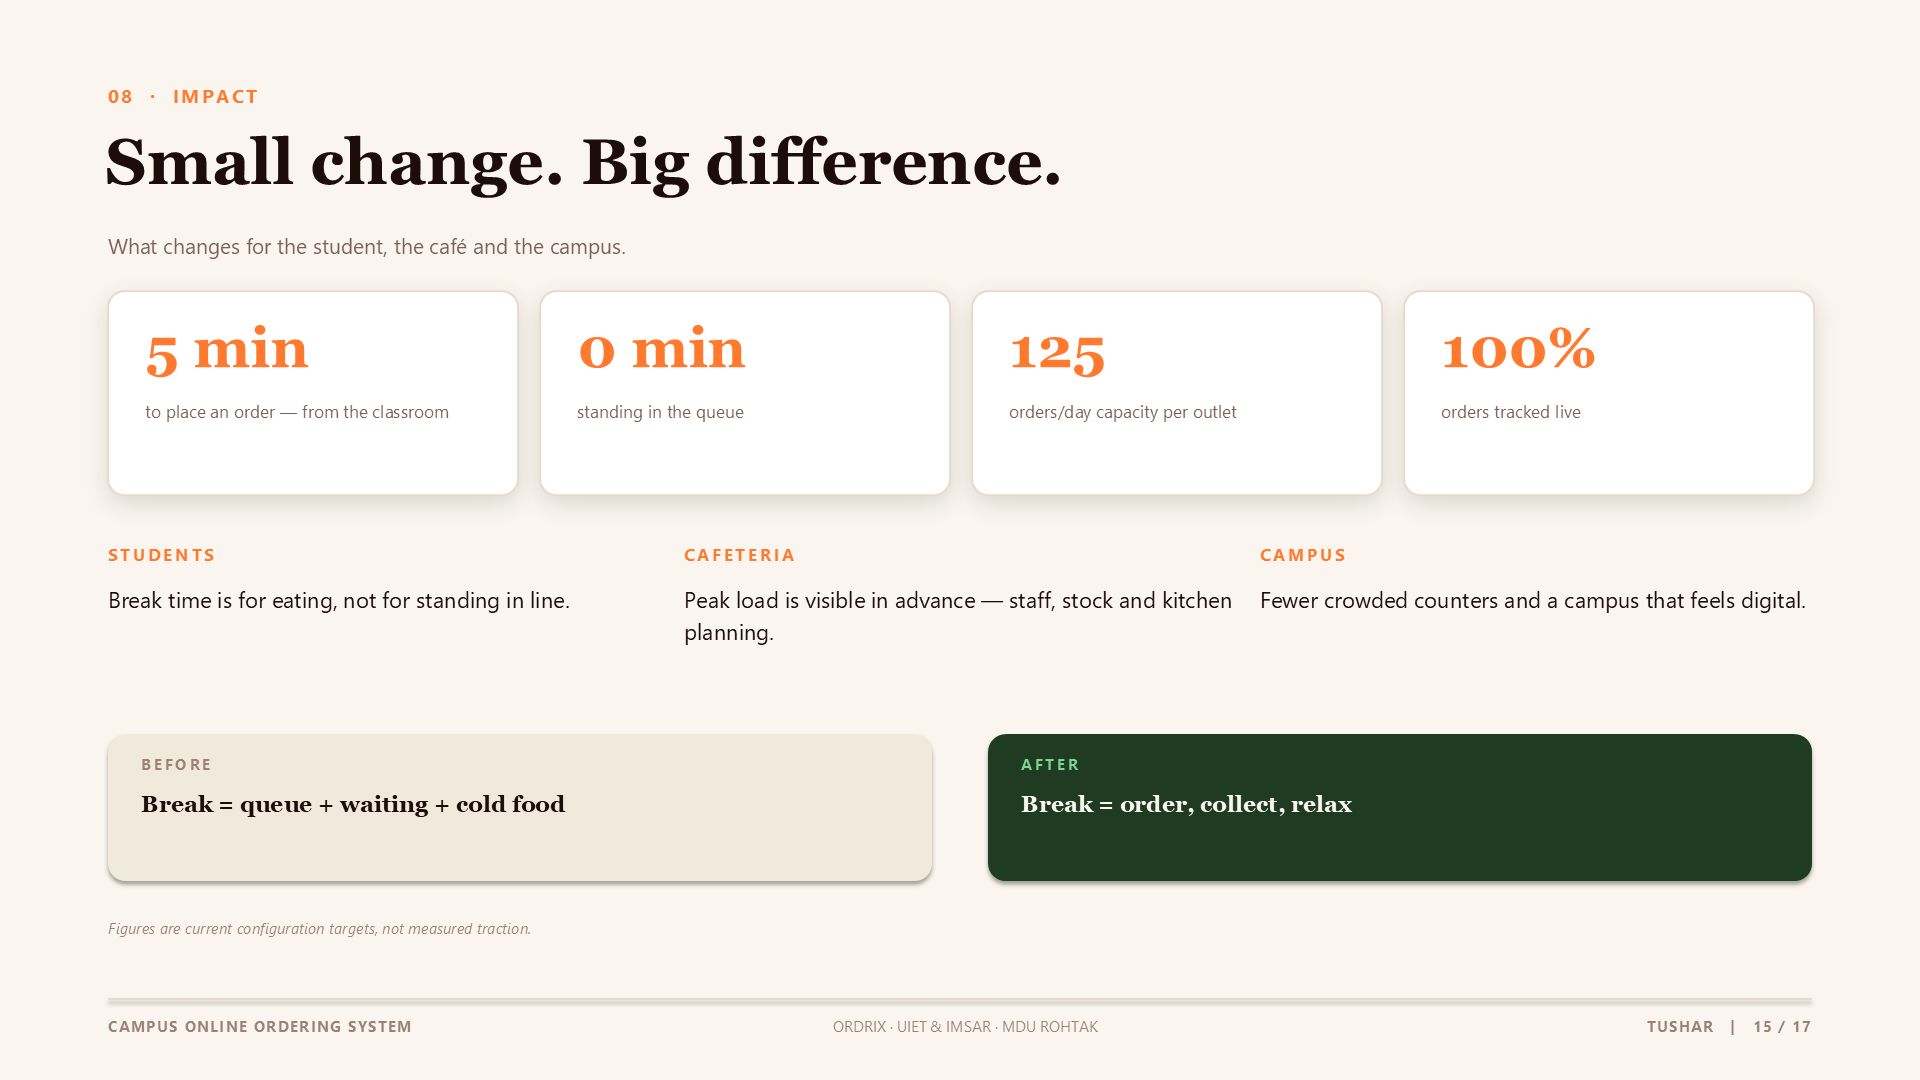 08 · IMPACT
Small change. Big difference.
What changes for the student, the café and the campus.
5 min
to place an order — from the classroom
0 min
standing in the queue
125
orders/day capacity per outlet
100%
orders tracked live
STUDENTS
Break time is for eating, not for standing in line.
CAFETERIA
Peak load is visible in advance — staff, stock and kitchen
planning.
CAMPUS
Fewer crowded counters and a campus that feels digital.
BEFORE
Break = queue + waiting + cold food
AFTER
Break = order, collect, relax
Figures are current configuration targets, not measured traction.
CAMPUS ONLINE ORDERING SYSTEM
ORDRIX · UIET & IMSAR · MDU ROHTAK
TUSHAR | 15 / 17